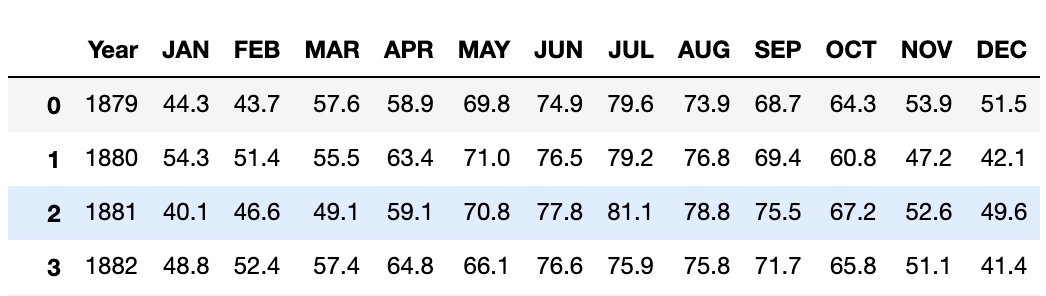 Year JAN FEB MAR APR MAY JUN JUL AUG SEP OCT NOV DEC
0 1879 44.3 43.7 57.6 58.9 69.8 74.9 79.6 73.9 68.7 64.3 53.9 51.5
1 1880 54.3 51.4 55.5 63.4 71.0 76.5 79.2 76.8 69.4 60.8 47.2 42.1
2 1881 40.1 46.6 49.1 59.1 70.8 77.8 81.1 78.8 75.5 67.2 52.6 49.6
3 1882 48.8 52.4 57.4 64.8 66.1 76.6 75.9 75.8 71.7 65.8 51.1 41.4